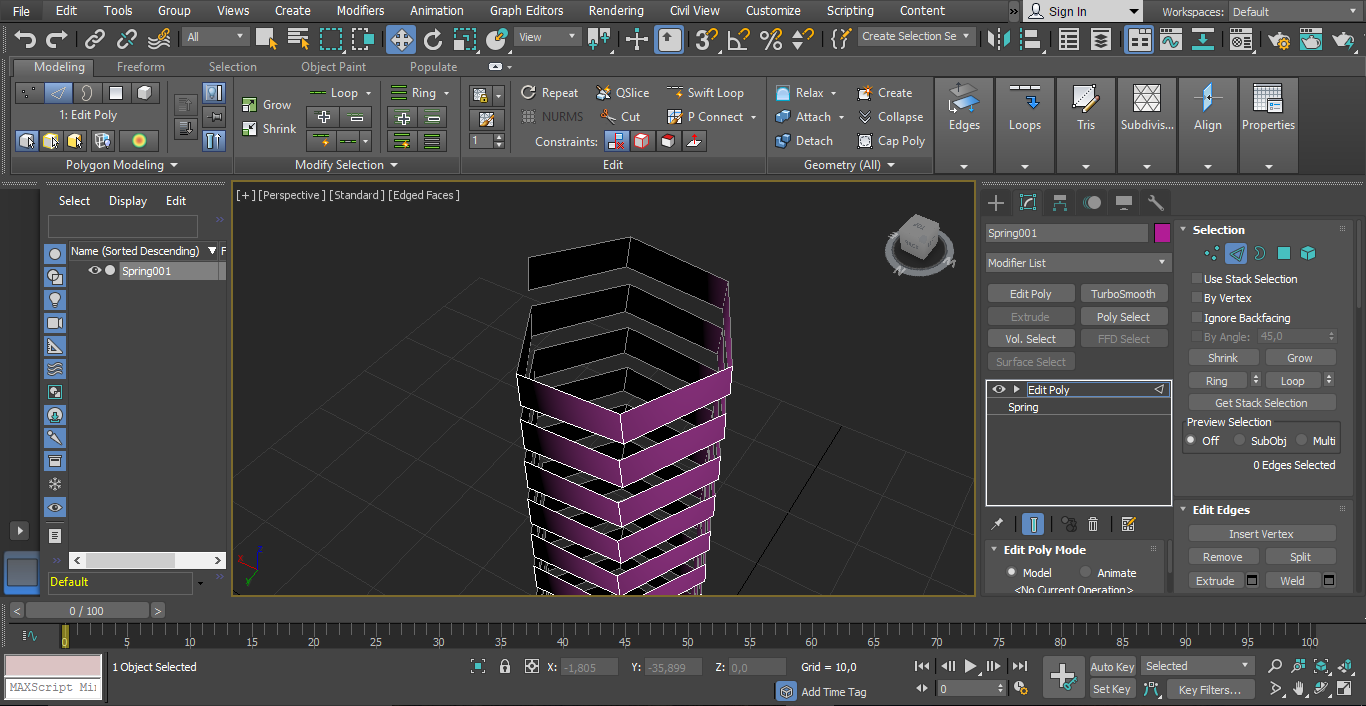 File Edit Tools Group Views Create Modifiers Animation Graph Editors Rendering Civil View Customize Scripting Content » Sign In Workspaces: Default
All View Create Selection Se
Modeling Freeform Selection Object Paint Populate
1: Edit Poly
Polygon Modeling
Grow
Shrink
Loop Ring
Modify Selection
1
Repeat QSlice Swift Loop
NURMS Cut P Connect
Constraints:
Edit
Relax Create
Attach Collapse
Detach Cap Poly
Geometry (All)
Edges Loops Tris Subdivis... Align Properties
Select Display Edit
Name (Sorted Descending) F
Spring001
Default
[+] [Perspective ] [Standard ] [Edged Faces ]
Spring001
Modifier List
Edit Poly TurboSmooth
Extrude Poly Select
Vol. Select FFD Select
Surface Select
Edit Poly
Spring
Edit Poly Mode
Model Animate
<No Current Operation>
Selection
Use Stack Selection
By Vertex
Ignore Backfacing
By Angle: 45,0
Shrink Grow
Ring Loop
Get Stack Selection
Preview Selection
Off SubObj Multi
0 Edges Selected
Edit Edges
Insert Vertex
Remove Split
Extrude Weld
< 0 / 100 >
0 5 10 15 20 25 30 35 40 45 50 55 60 65 70 75 80 85 90 95 100
1 Object Selected
MAXScript Mi
X: -1,805 Y: -35,899 Z: 0,0 Grid = 10,0
Add Time Tag
0
Auto Key Selected
Set Key Key Filters...